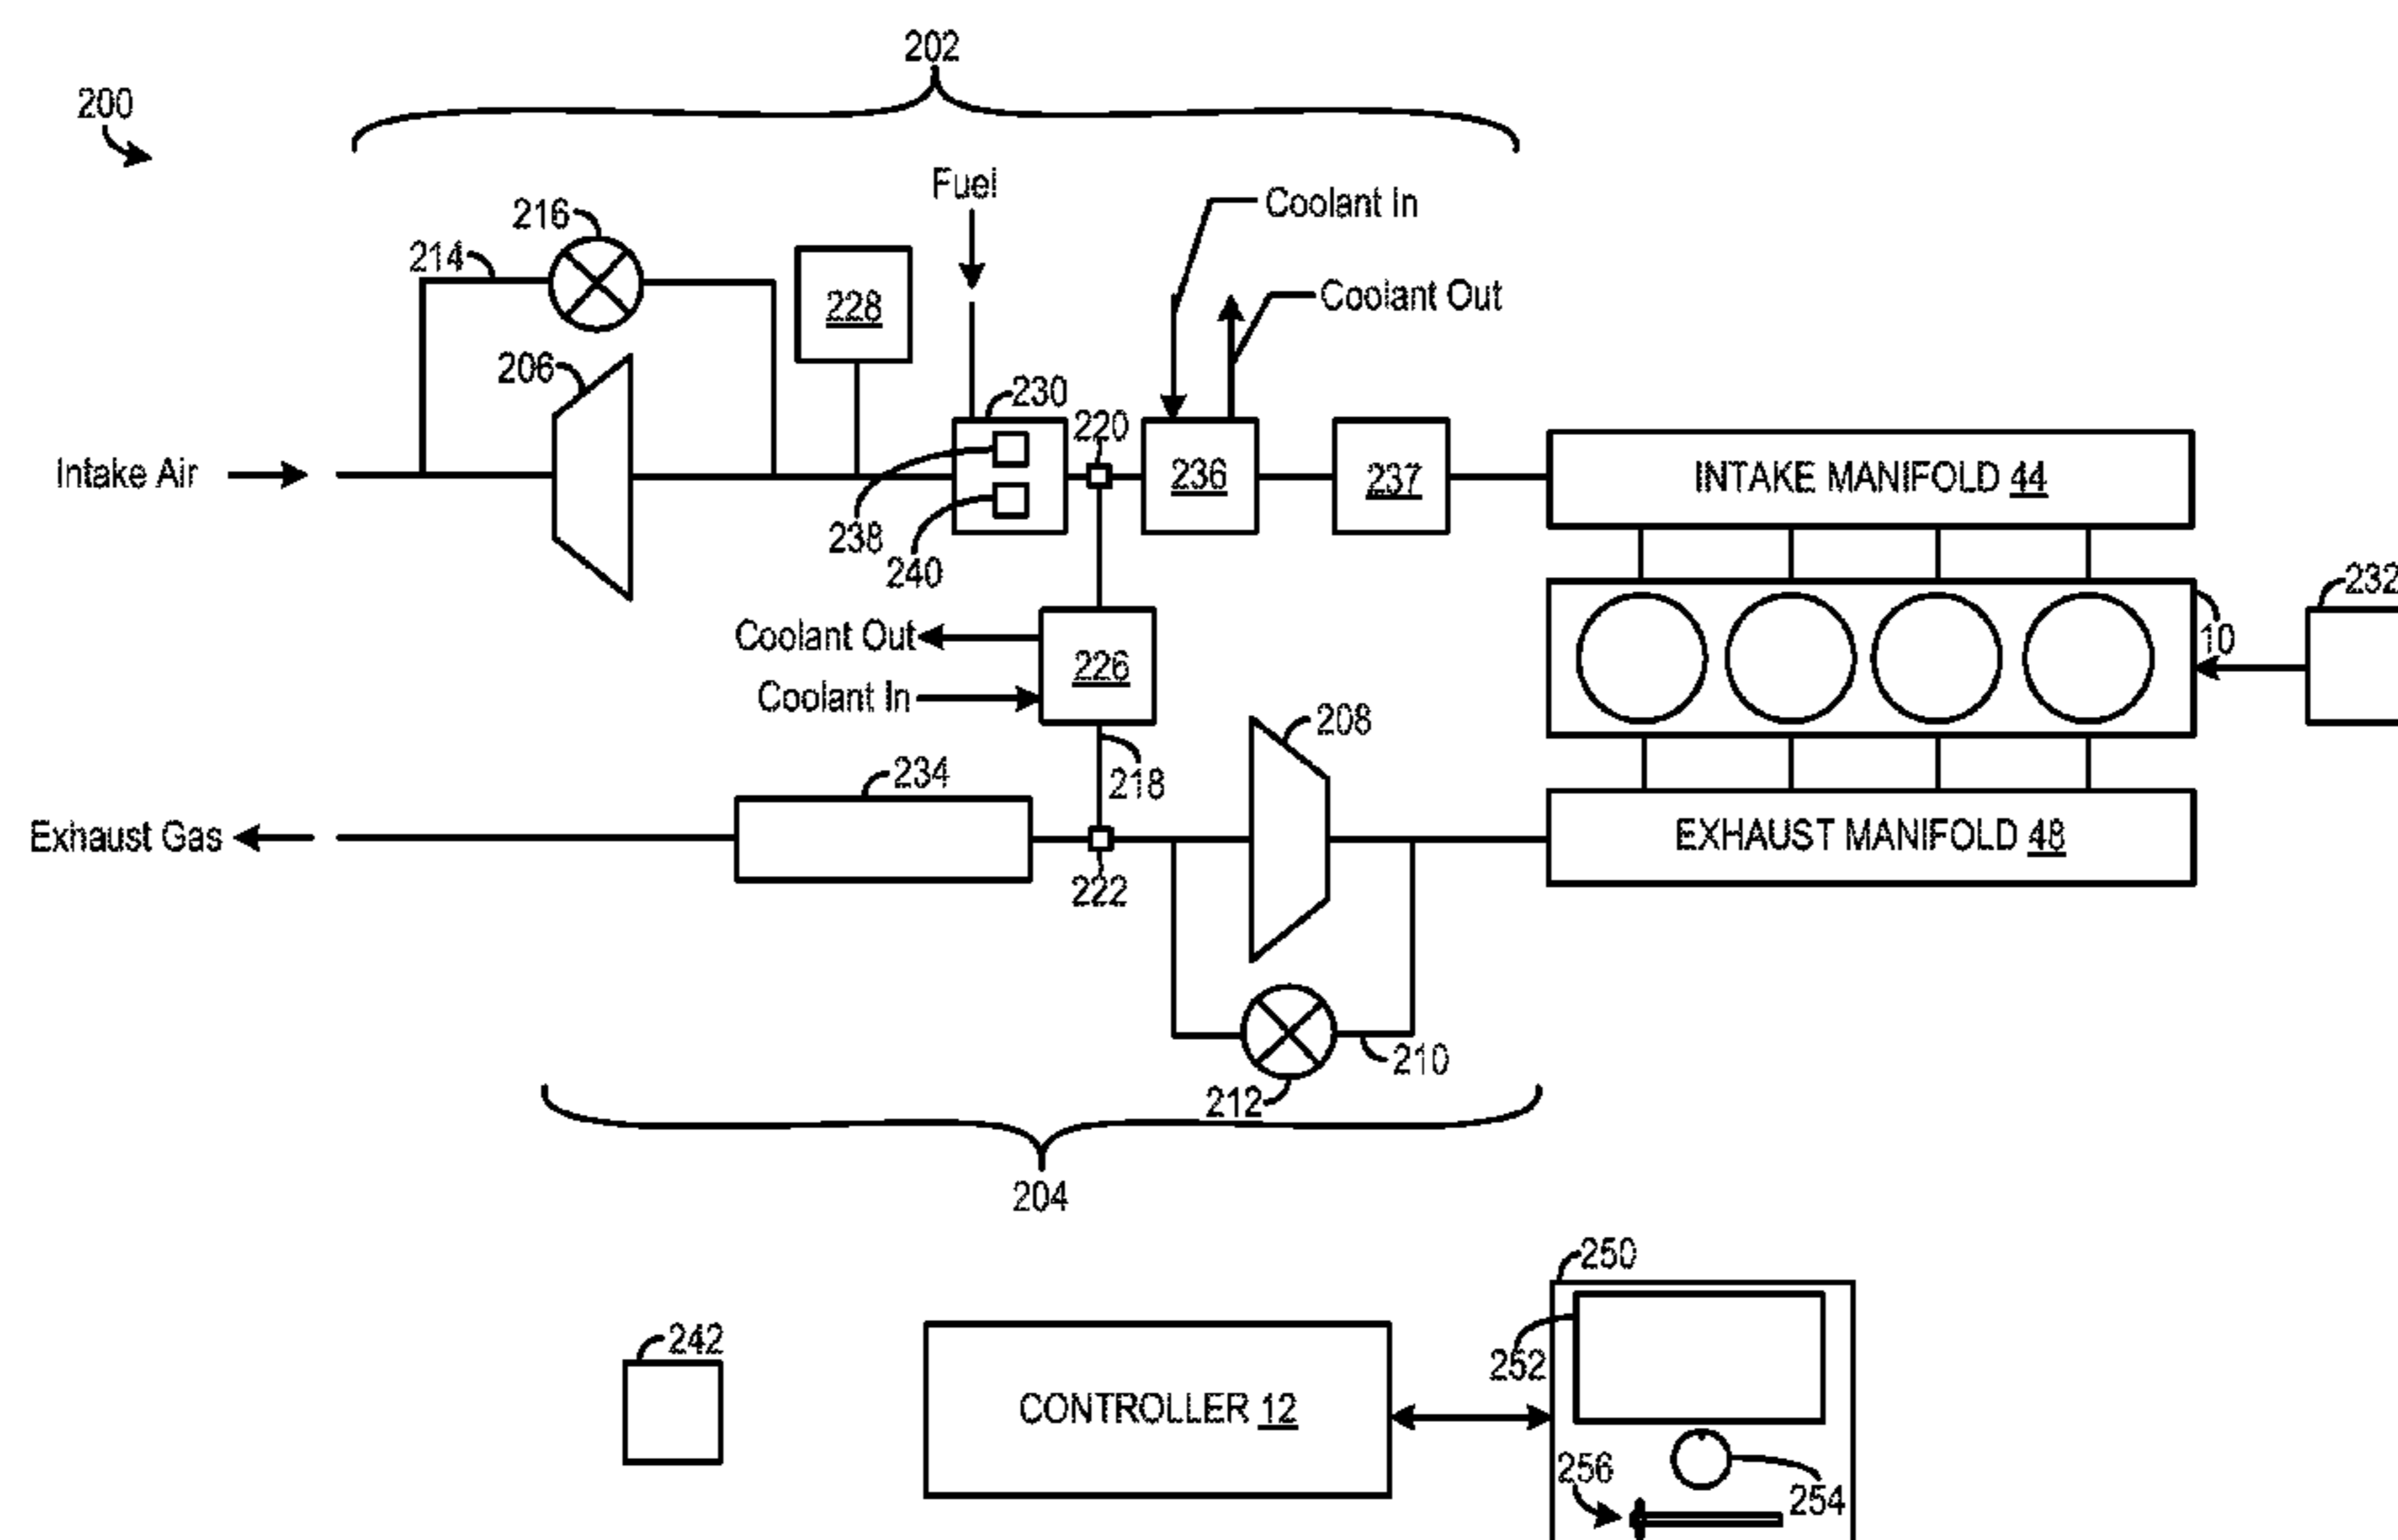 202
200
Fuel
216
Coolant In
214
228
Coolant Out
206
230
220
Intake Air
236
237
INTAKE MANIFOLD 44
238
240
232
Coolant Out
226
10
Coolant In
208
234
218
Exhaust Gas
EXHAUST MANIFOLD 48
222
210
212
204
250
242
252
CONTROLLER 12
256
254